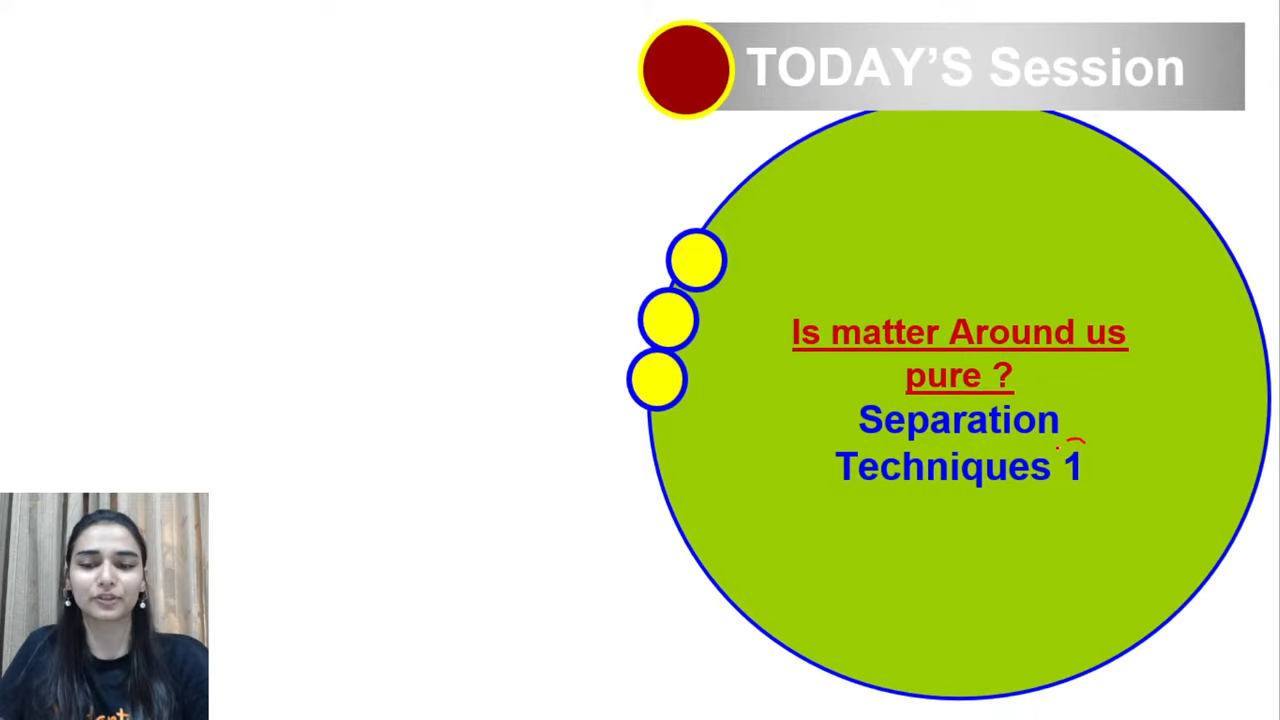 TODAY’S Session
Is matter Around us
pure ?
Separation
Techniques 1